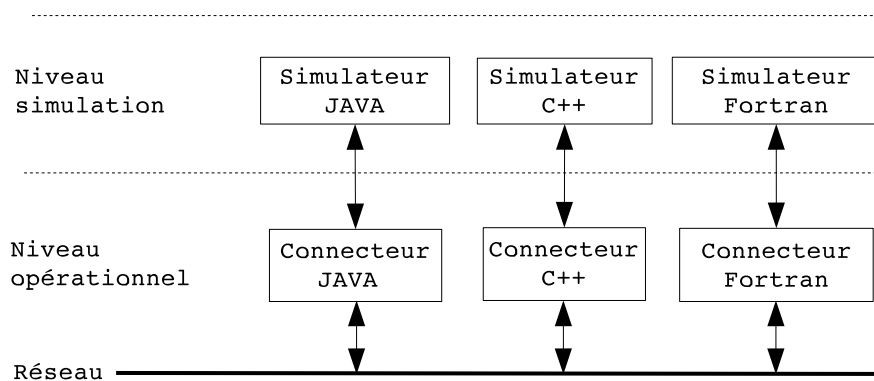 Niveau
simulation
Simulateur
JAVA
Simulateur
C++
Simulateur
Fortran
Niveau
opérationnel
Connecteur
JAVA
Connecteur
C++
Connecteur
Fortran
Réseau